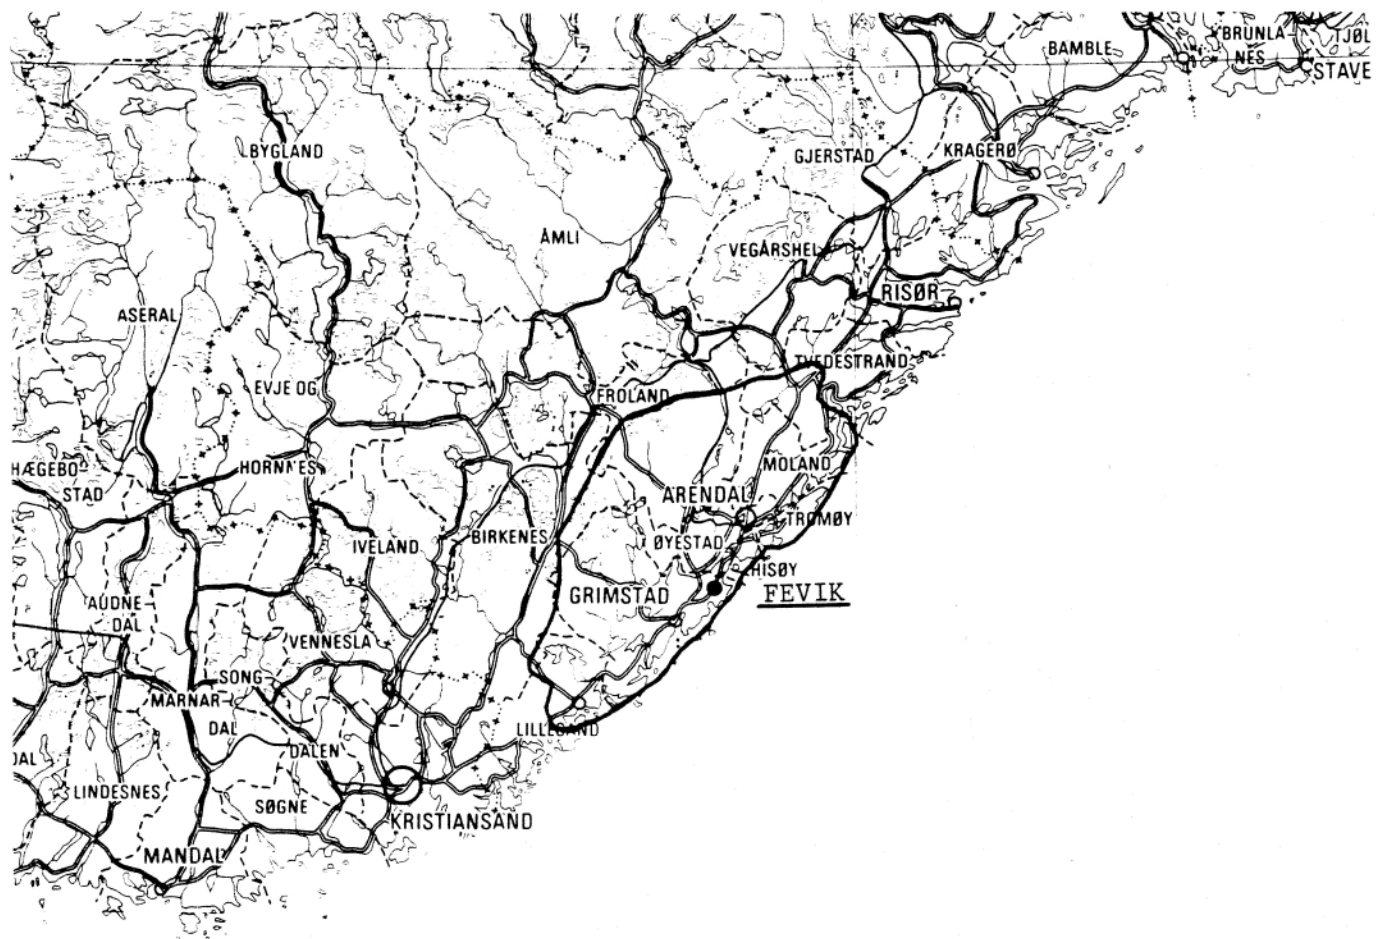 BRUNLA-
NES
TJØL
BAMBLE
STAVE
BYGLAND
GJERSTAD
KRAGERØ
ÅMLI
VEGÅRSHEI
RISØR
ASERAL
TVEDESTRAND
EVJE OG
FROLAND
HÆGEBO-
STAD
HORNNES
MOLAND
ARENDAL
TROMØY
IVELAND
BIRKENES
ØYESTAD
HISØY
FEVIK
GRIMSTAD
AUDNE-
DAL
VENNESLA
SONG-
MARNAR-
DAL
DALEN
LILLESAND
DAL
LINDESNES
SØGNE
KRISTIANSAND
MANDAL